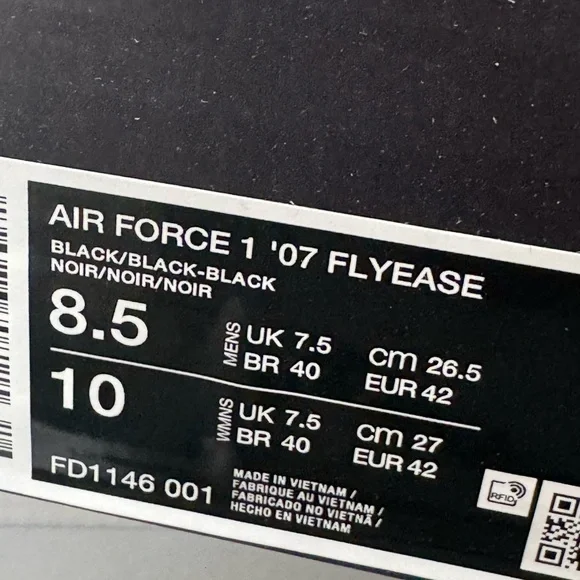 AIR FORCE 1 '07 FLYEASE
BLACK/BLACK-BLACK
NOIR/NOIR/NOIR
8.5 MENS UK 7.5 CM 26.5
BR 40 EUR 42
10 WMNS UK 7.5 CM 27
BR 40 EUR 42
FD1146 001
MADE IN VIETNAM /
FABRIQUE AU VIETNAM /
FABRICADO NO VIETNÃ /
HECHO EN VIETNAM
RFID